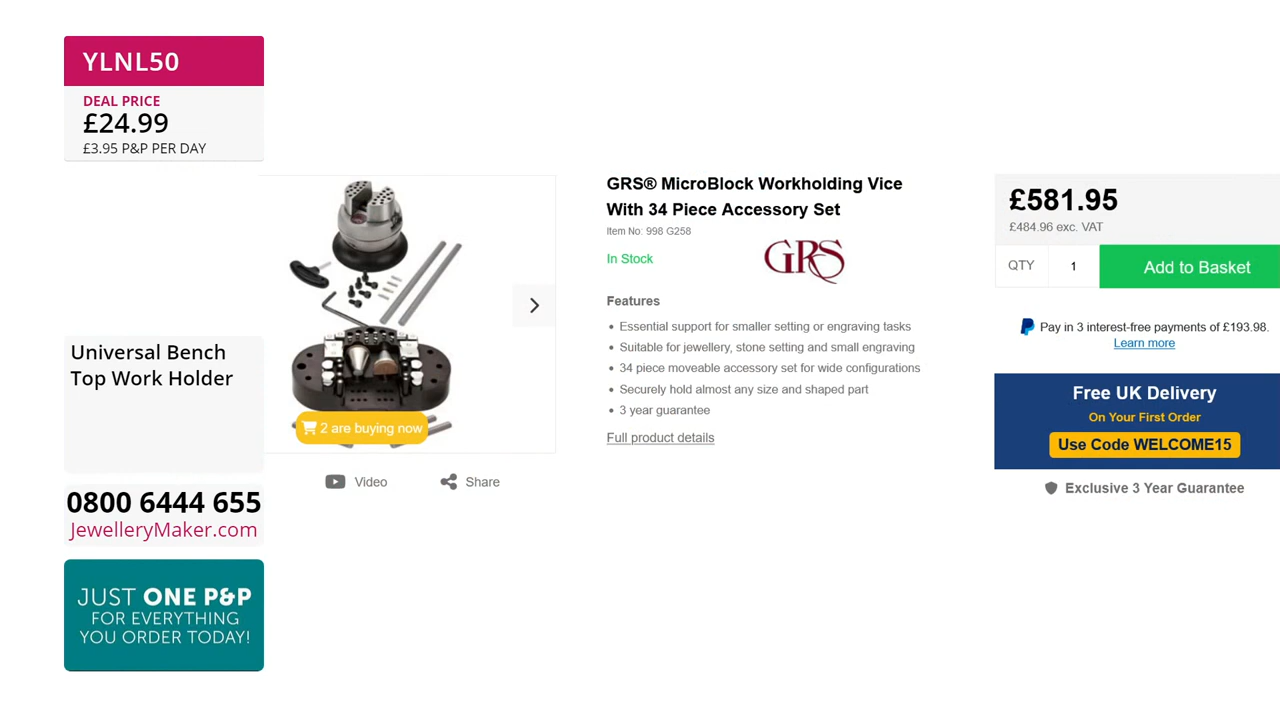 YLNL50
DEAL PRICE
£24.99
£3.95 P&P PER DAY
Universal Bench
Top Work Holder
0800 6444 655
JewelleryMaker.com
JUST ONE P&P
FOR EVERYTHING
YOU ORDER TODAY!
2 are buying now
Video
Share
GRS® MicroBlock Workholding Vice
With 34 Piece Accessory Set
Item No: 998 G258
In Stock
GRS
Features
• Essential support for smaller setting or engraving tasks
• Suitable for jewellery, stone setting and small engraving
• 34 piece moveable accessory set for wide configurations
• Securely hold almost any size and shaped part
• 3 year guarantee
Full product details
£581.95
£484.96 exc. VAT
QTY
1
Add to Basket
Pay in 3 interest-free payments of £193.98.
Learn more
Free UK Delivery
On Your First Order
Use Code WELCOME15
Exclusive 3 Year Guarantee